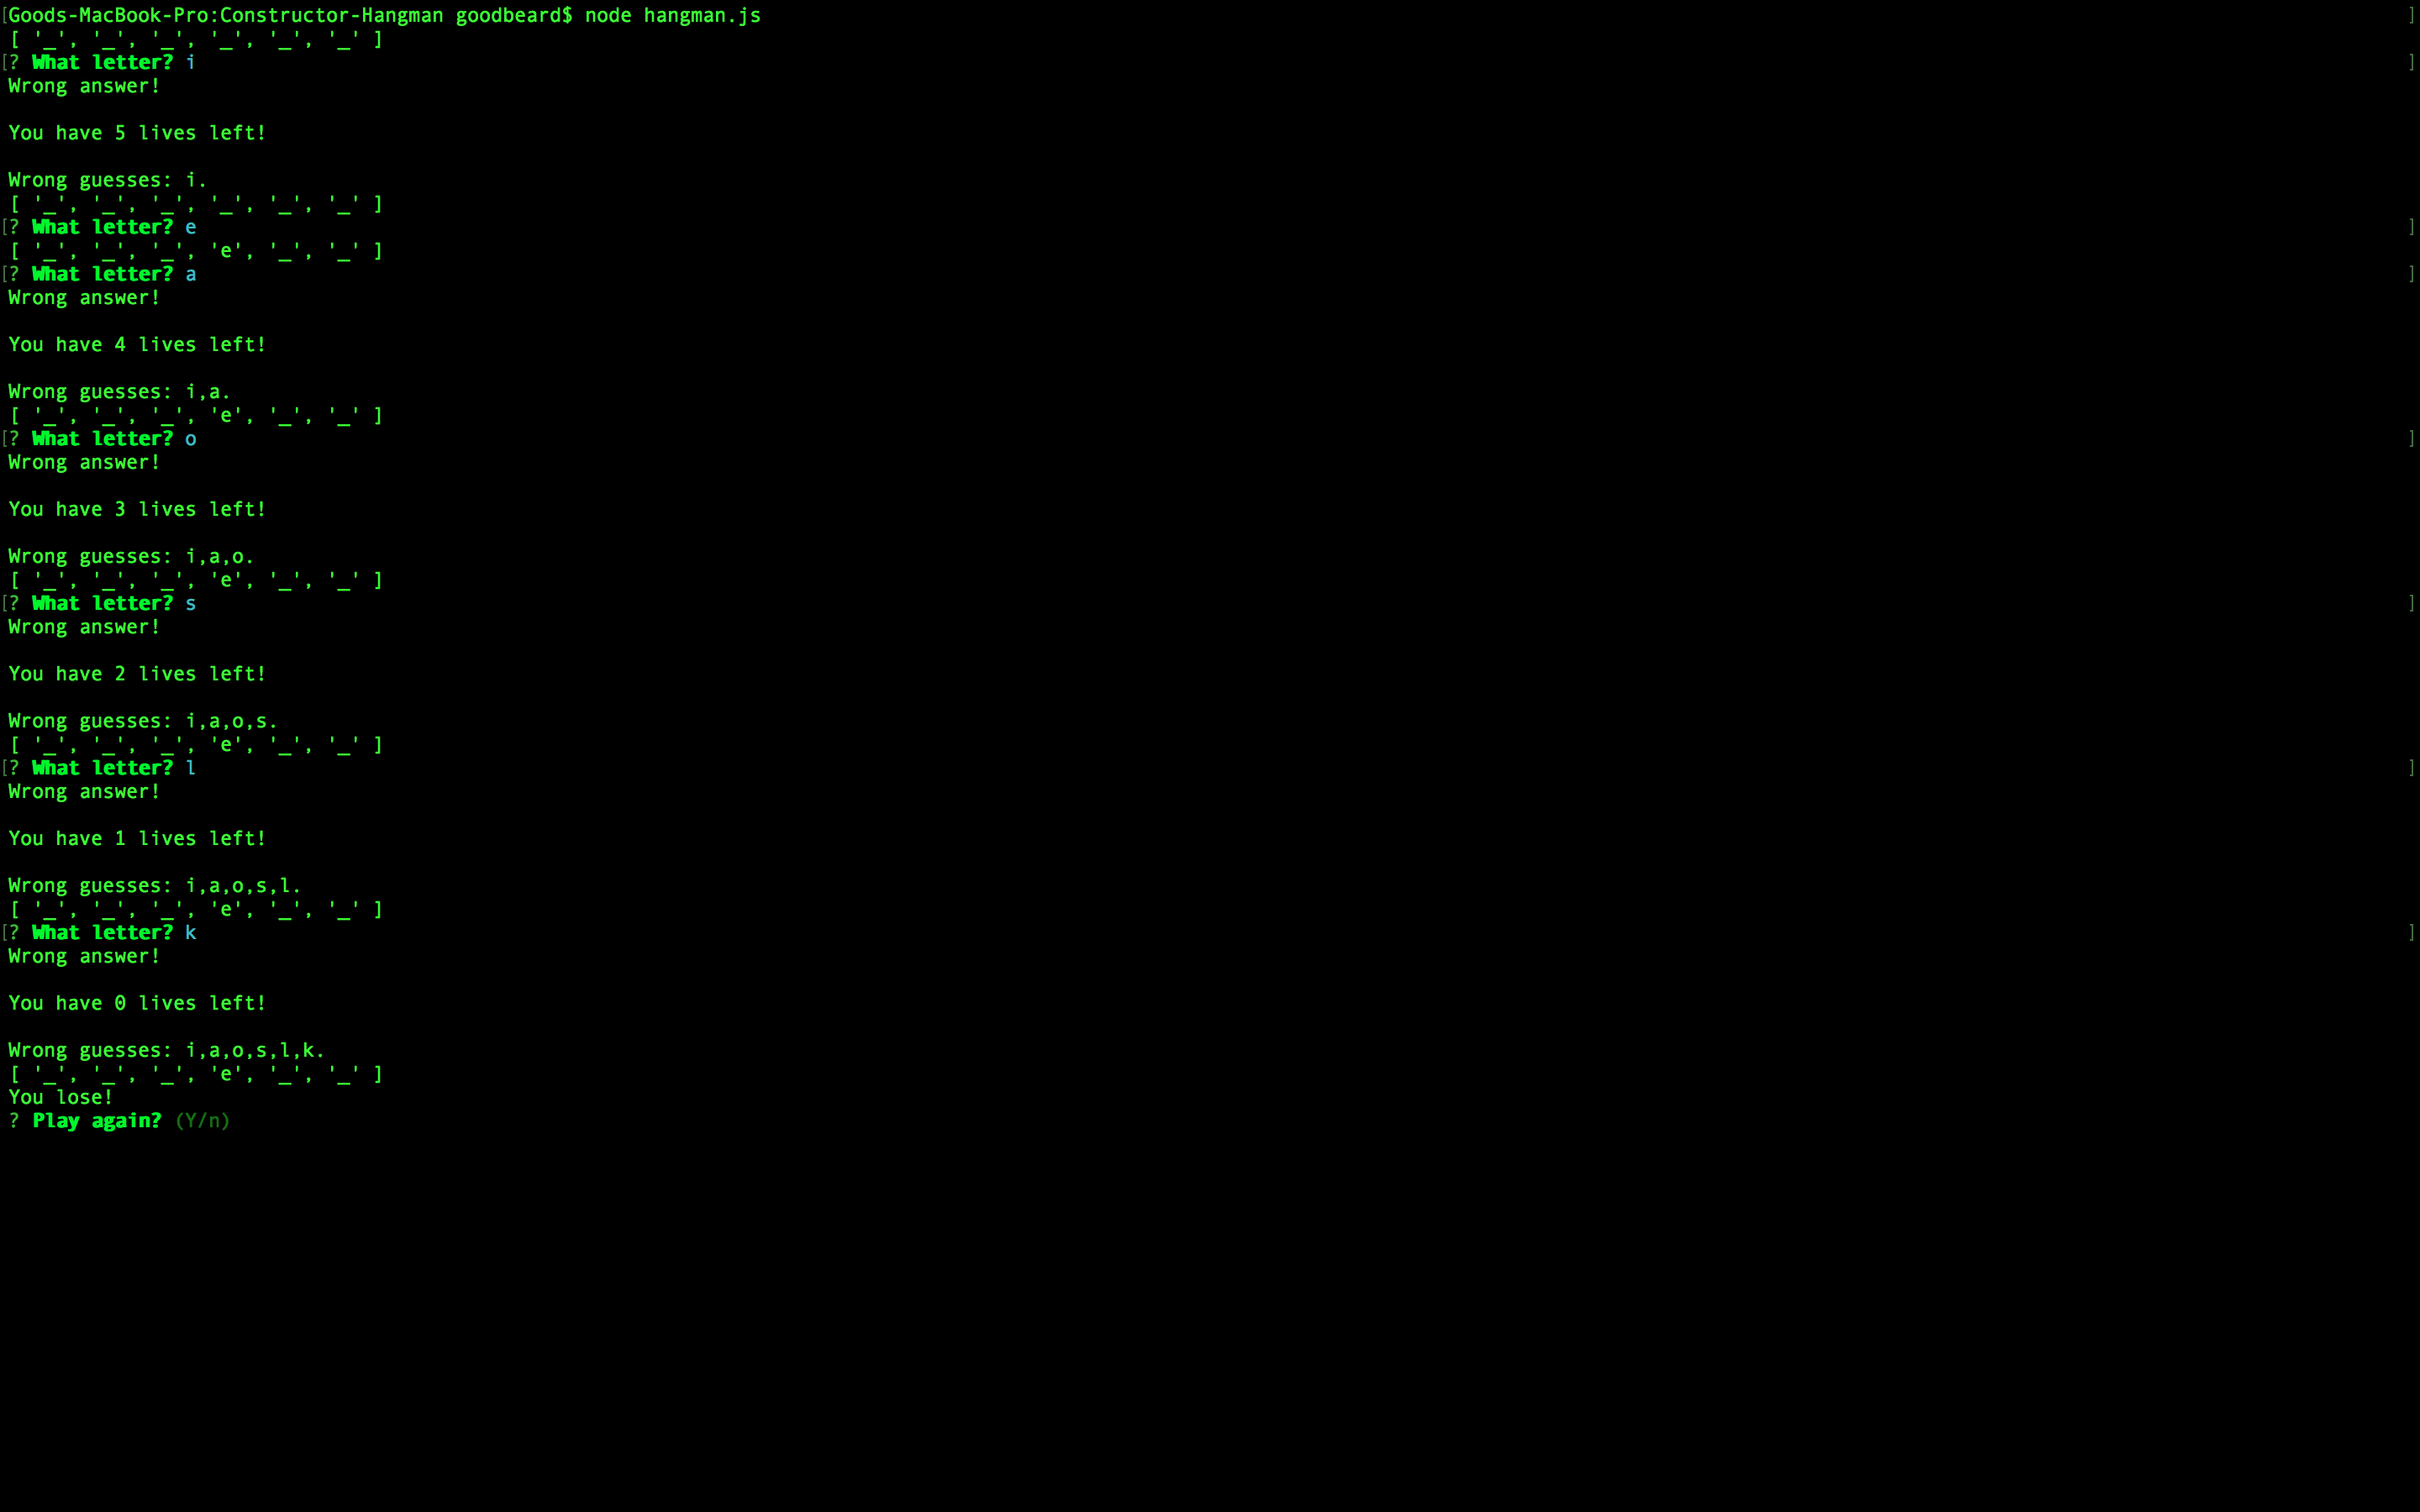 [Goods-MacBook-Pro:Constructor-Hangman goodbeard$ node hangman.js ]
[ '_', '_', '_', '_', '_', '_' ]
[? What letter? i ]
Wrong answer!
You have 5 lives left!
Wrong guesses: i.
[ '_', '_', '_', '_', '_', '_' ]
[? What letter? e ]
[ '_', '_', '_', 'e', '_', '_' ]
[? What letter? a ]
Wrong answer!
You have 4 lives left!
Wrong guesses: i,a.
[ '_', '_', '_', 'e', '_', '_' ]
[? What letter? o ]
Wrong answer!
You have 3 lives left!
Wrong guesses: i,a,o.
[ '_', '_', '_', 'e', '_', '_' ]
[? What letter? s ]
Wrong answer!
You have 2 lives left!
Wrong guesses: i,a,o,s.
[ '_', '_', '_', 'e', '_', '_' ]
[? What letter? l ]
Wrong answer!
You have 1 lives left!
Wrong guesses: i,a,o,s,l.
[ '_', '_', '_', 'e', '_', '_' ]
[? What letter? k ]
Wrong answer!
You have 0 lives left!
Wrong guesses: i,a,o,s,l,k.
[ '_', '_', '_', 'e', '_', '_' ]
You lose!
? Play again? (Y/n)